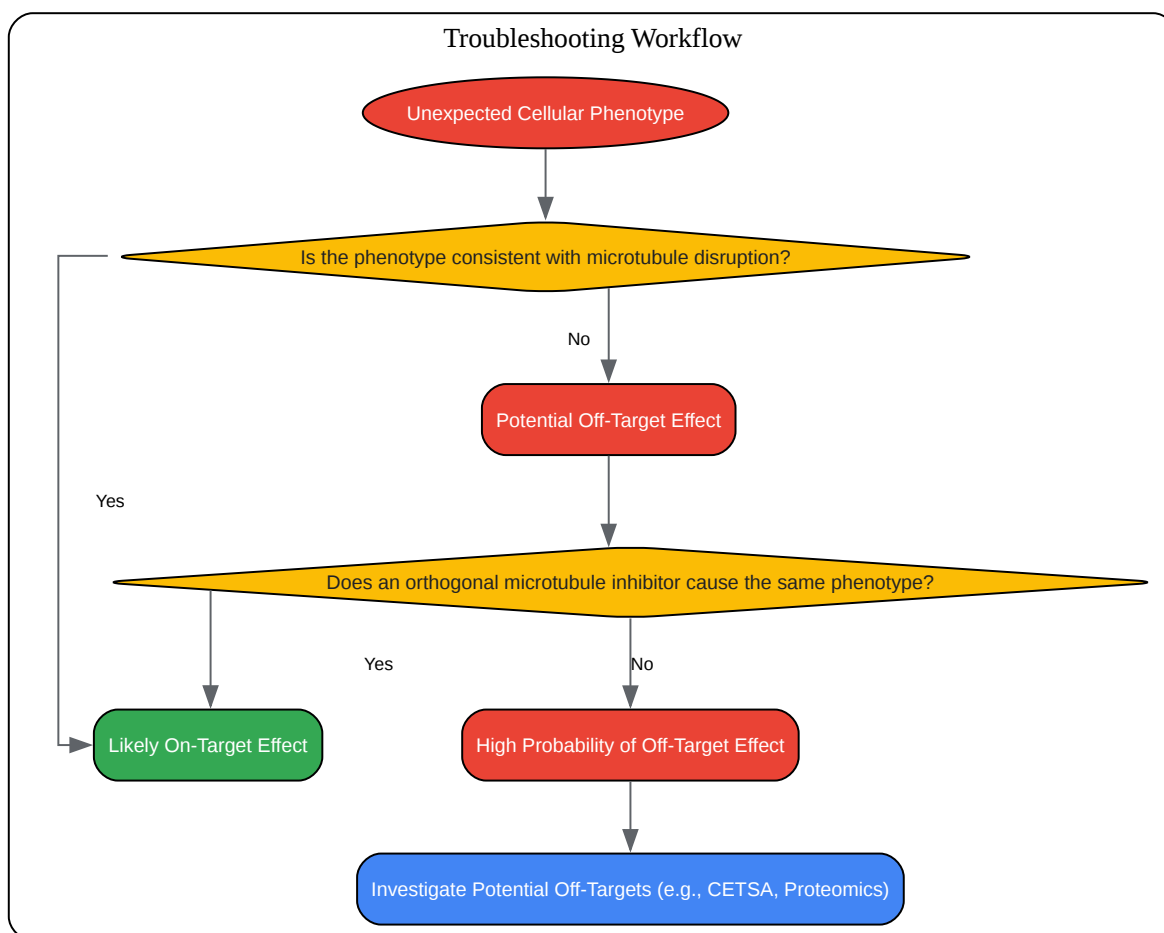 Troubleshooting Workflow
Unexpected Cellular Phenotype
Is the phenotype consistent with microtubule disruption?
No
Potential Off-Target Effect
Yes
Does an orthogonal microtubule inhibitor cause the same phenotype?
Yes
No
Likely On-Target Effect
High Probability of Off-Target Effect
Investigate Potential Off-Targets (e.g., CETSA, Proteomics)